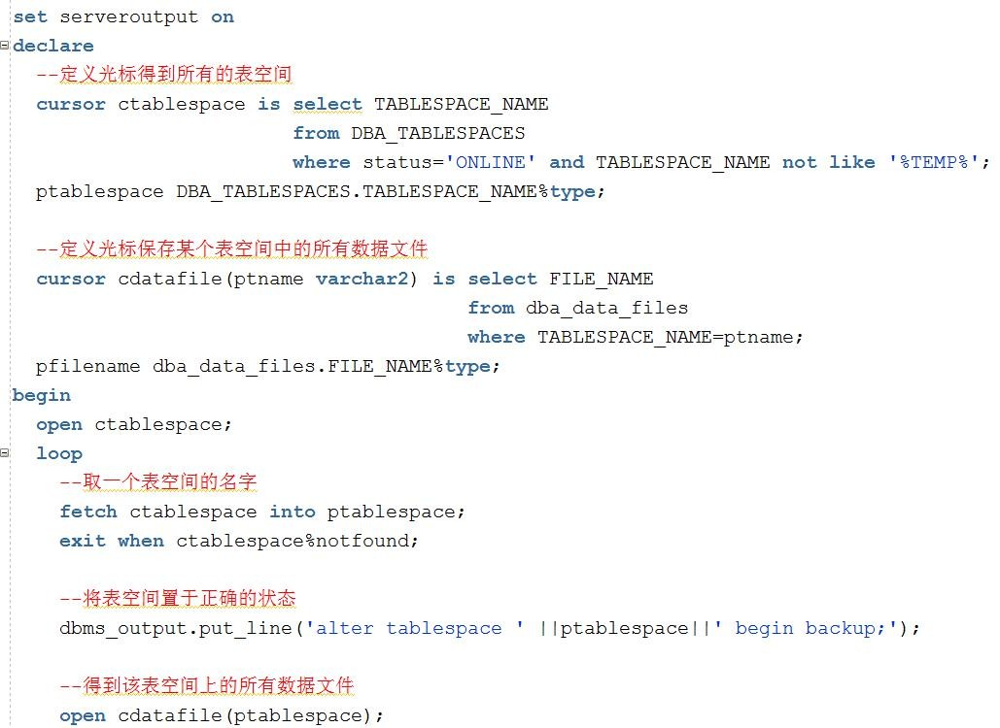 set serveroutput on
declare
--定义光标得到所有的表空间
cursor ctablespace is select TABLESPACE_NAME
from DBA_TABLESPACES
where status='ONLINE' and TABLESPACE_NAME not like '%TEMP%';
ptablespace DBA_TABLESPACES.TABLESPACE_NAME%type;
--定义光标保存某个表空间中的所有数据文件
cursor cdatafile(ptname varchar2) is select FILE_NAME
from dba_data_files
where TABLESPACE_NAME=ptname;
pfilename dba_data_files.FILE_NAME%type;
begin
open ctablespace;
loop
--取一个表空间的名字
fetch ctablespace into ptablespace;
exit when ctablespace%notfound;
--将表空间置于正确的状态
dbms_output.put_line('alter tablespace ' ||ptablespace||' begin backup;');
--得到该表空间上的所有数据文件
open cdatafile(ptablespace);